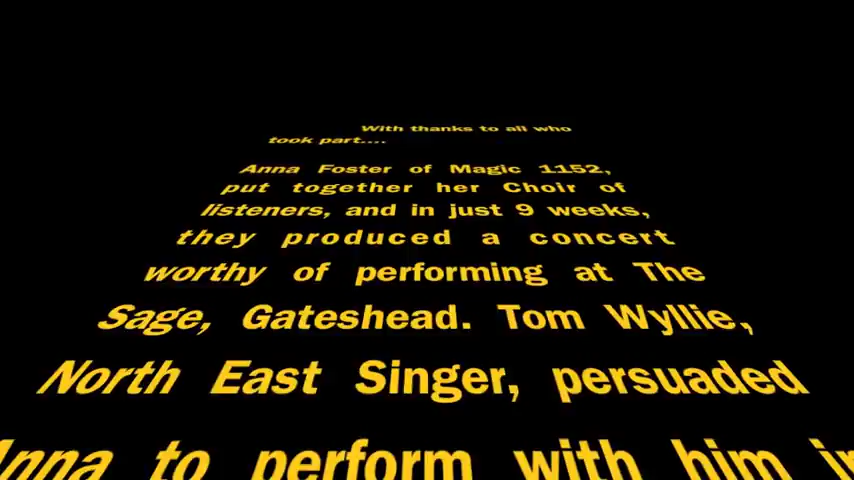 With thanks to all who
took part....
Anna Foster of Magic 1152,
put together her Choir of
listeners, and in just 9 weeks,
they produced a concert
worthy of performing at The
Sage, Gateshead. Tom Wyllie,
North East Singer, persuaded
Anna to perform with him in